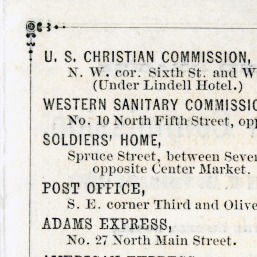 U. S. CHRISTIAN COMMISSION,
N. W. cor. Sixth St. and W
(Under Lindell Hotel.)
WESTERN SANITARY COMMISSIO
No. 10 North Fifth Street, opp
SOLDIERS' HOME,
Spruce Street, between Seven
opposite Center Market.
POST OFFICE,
S. E. corner Third and Olive
ADAMS EXPRESS,
No. 27 North Main Street.
AMERICAN EXPRESS